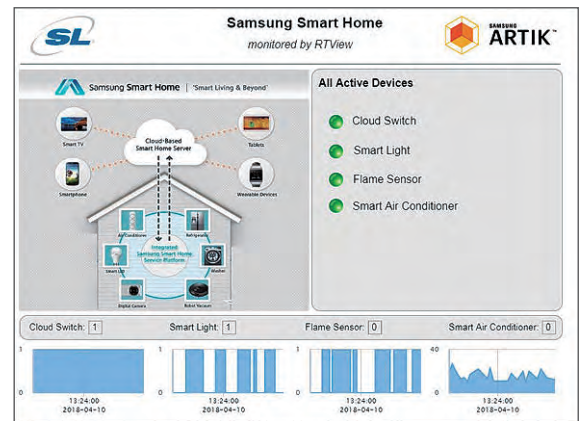 SL
Samsung Smart Home
monitored by RTView
SAMSUNG
ARTIK™
Samsung Smart Home | 'Smart Living & Beyond'
Smart TV
Cloud-Based
Smart Home Server
Tablets
Smartphone
Wearable Devices
Air Conditioner
Refrigerator
Smart LED
Integrated
Samsung Smart Home
Service Platform
Washer
Digital Camera
Robot Vacuum
All Active Devices
Cloud Switch
Smart Light
Flame Sensor
Smart Air Conditioner
Cloud Switch: 1
Smart Light: 1
Flame Sensor: 0
Smart Air Conditioner: 0
1
0
13:24:00
2018-04-10
1
0
13:24:00
2018-04-10
1
0
13:24:00
2018-04-10
40
0
13:24:00
2018-04-10